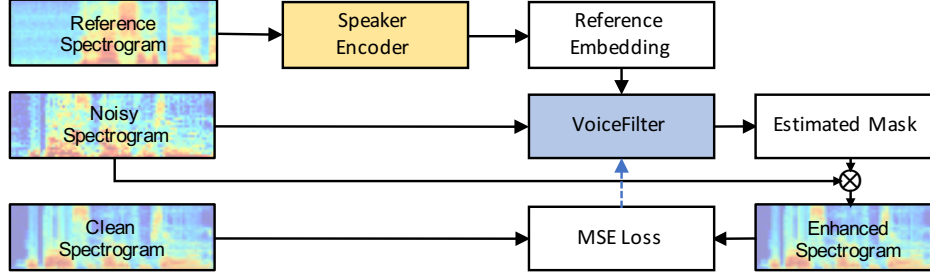 Reference
Spectrogram
Speaker
Encoder
Reference
Embedding
Noisy
Spectrogram
VoiceFilter
Estimated Mask
Clean
Spectrogram
MSE Loss
Enhanced
Spectrogram